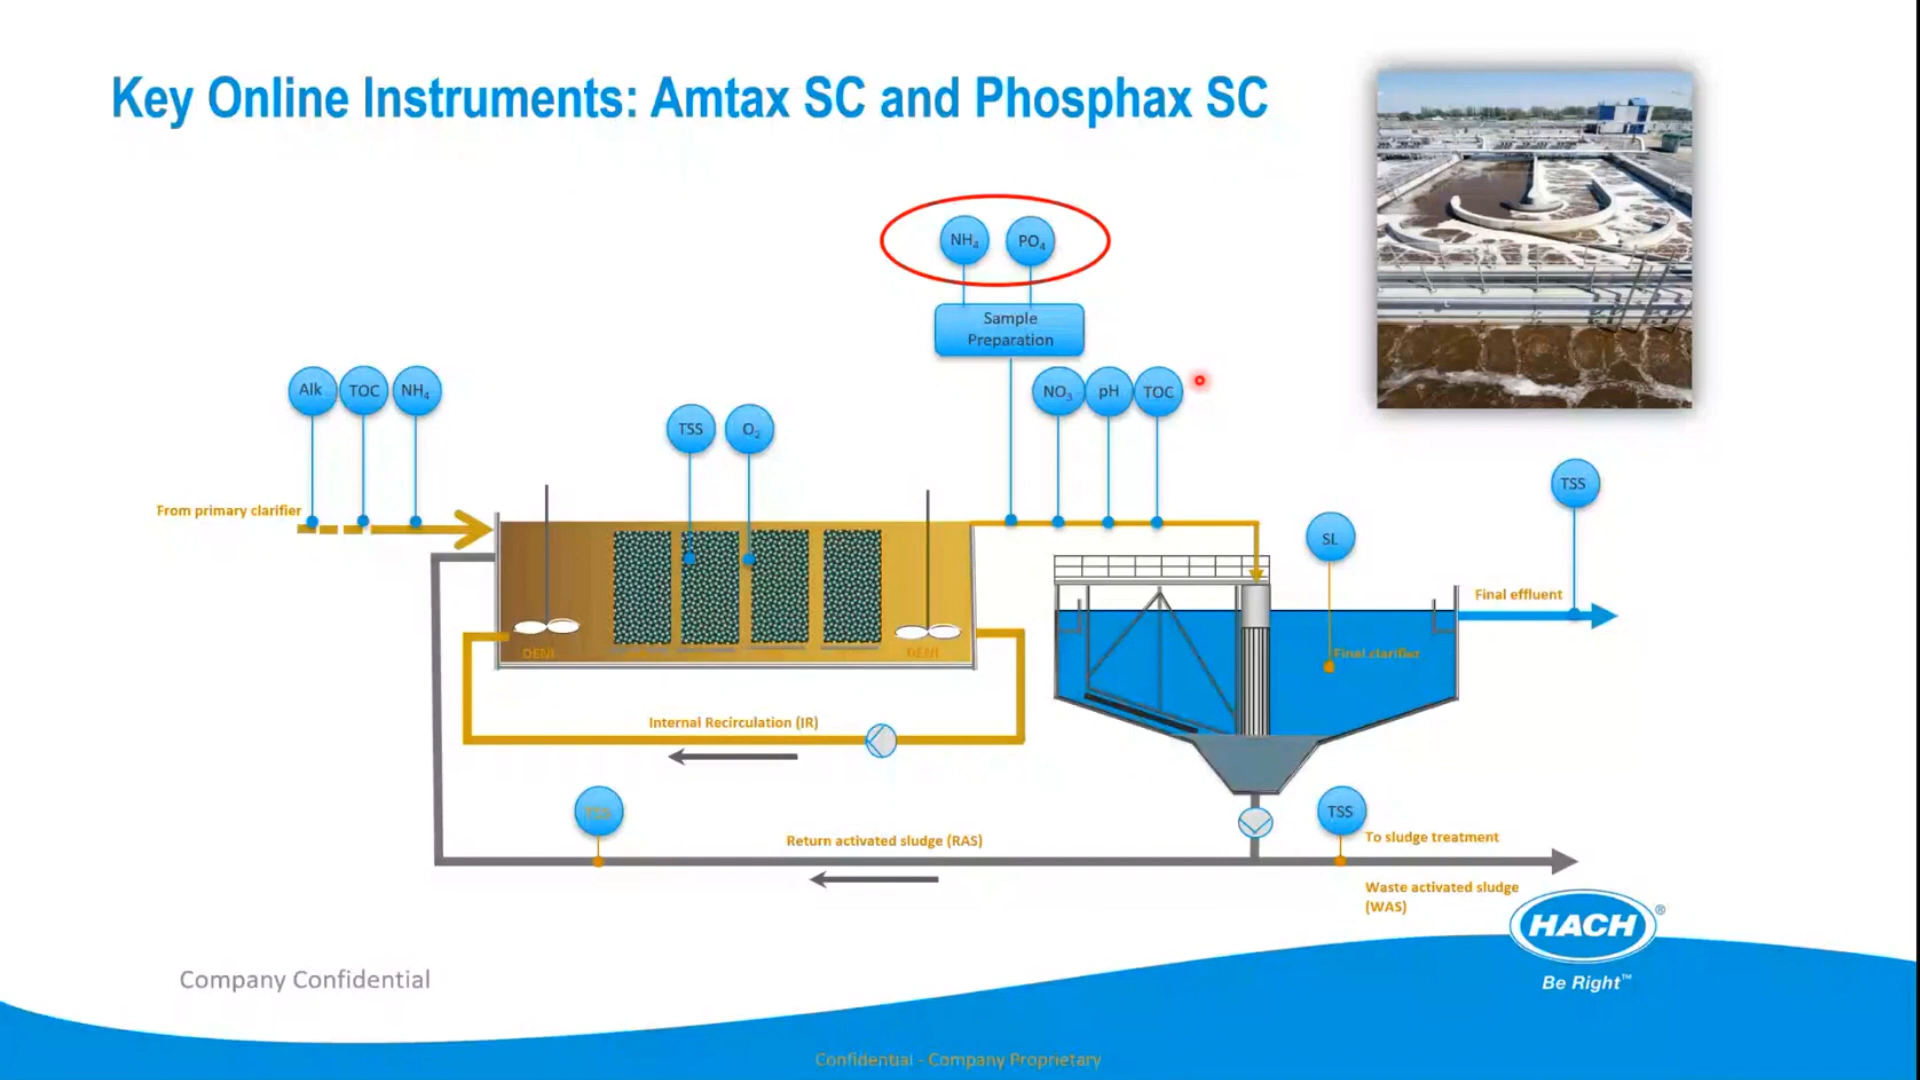 Key Online Instruments: Amtax SC and Phosphax SC
NH₄
PO₄
Sample
Preparation
Alk
TOC
NH₄
NO₃
pH
TOC
TSS
O₂
TSS
From primary clarifier
SL
Final effluent
DENI
DENI
Final clarifier
Internal Recirculation (IR)
TSS
TSS
Return activated sludge (RAS)
To sludge treatment
Waste activated sludge
(WAS)
HACH®
Be Right™
Company Confidential
Confidential - Company Proprietary